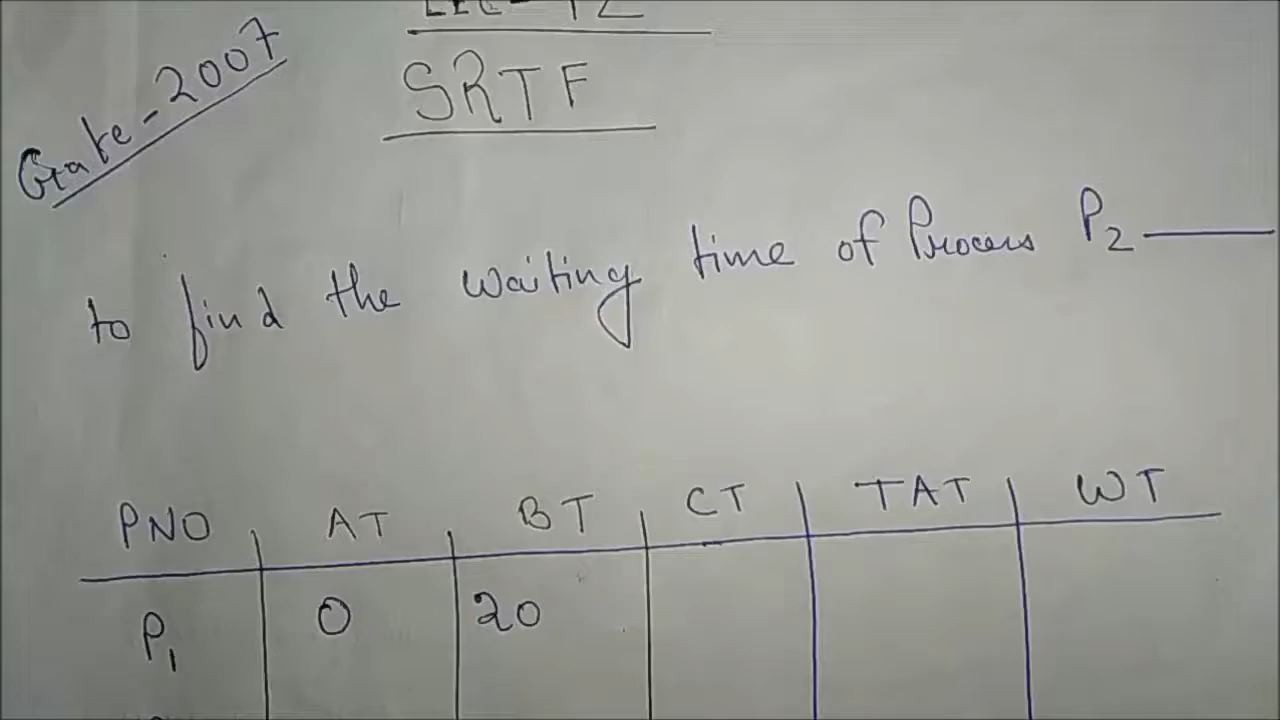 Gate-2007
SRTF
to find the waiting time of Process P2
PNO AT BT CT TAT WT
P1 0 20